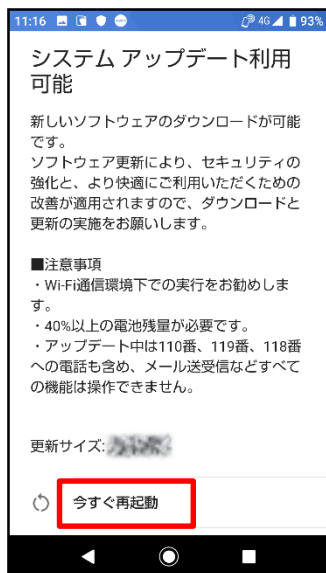 11:16 4G 93%
システム アップデート利用
可能
新しいソフトウェアのダウンロードが可能
です。
ソフトウェア更新により、セキュリティの
強化と、より快適にご利用いただくための
改善が適用されますので、ダウンロードと
更新の実施をお願いします。
■注意事項
・Wi-Fi通信環境下での実行をお勧めしま
す。
・40%以上の電池残量が必要です。
・アップデート中は110番、119番、118番
への電話も含め、メール送受信などすべて
の機能は操作できません。
更新サイズ:
今すぐ再起動